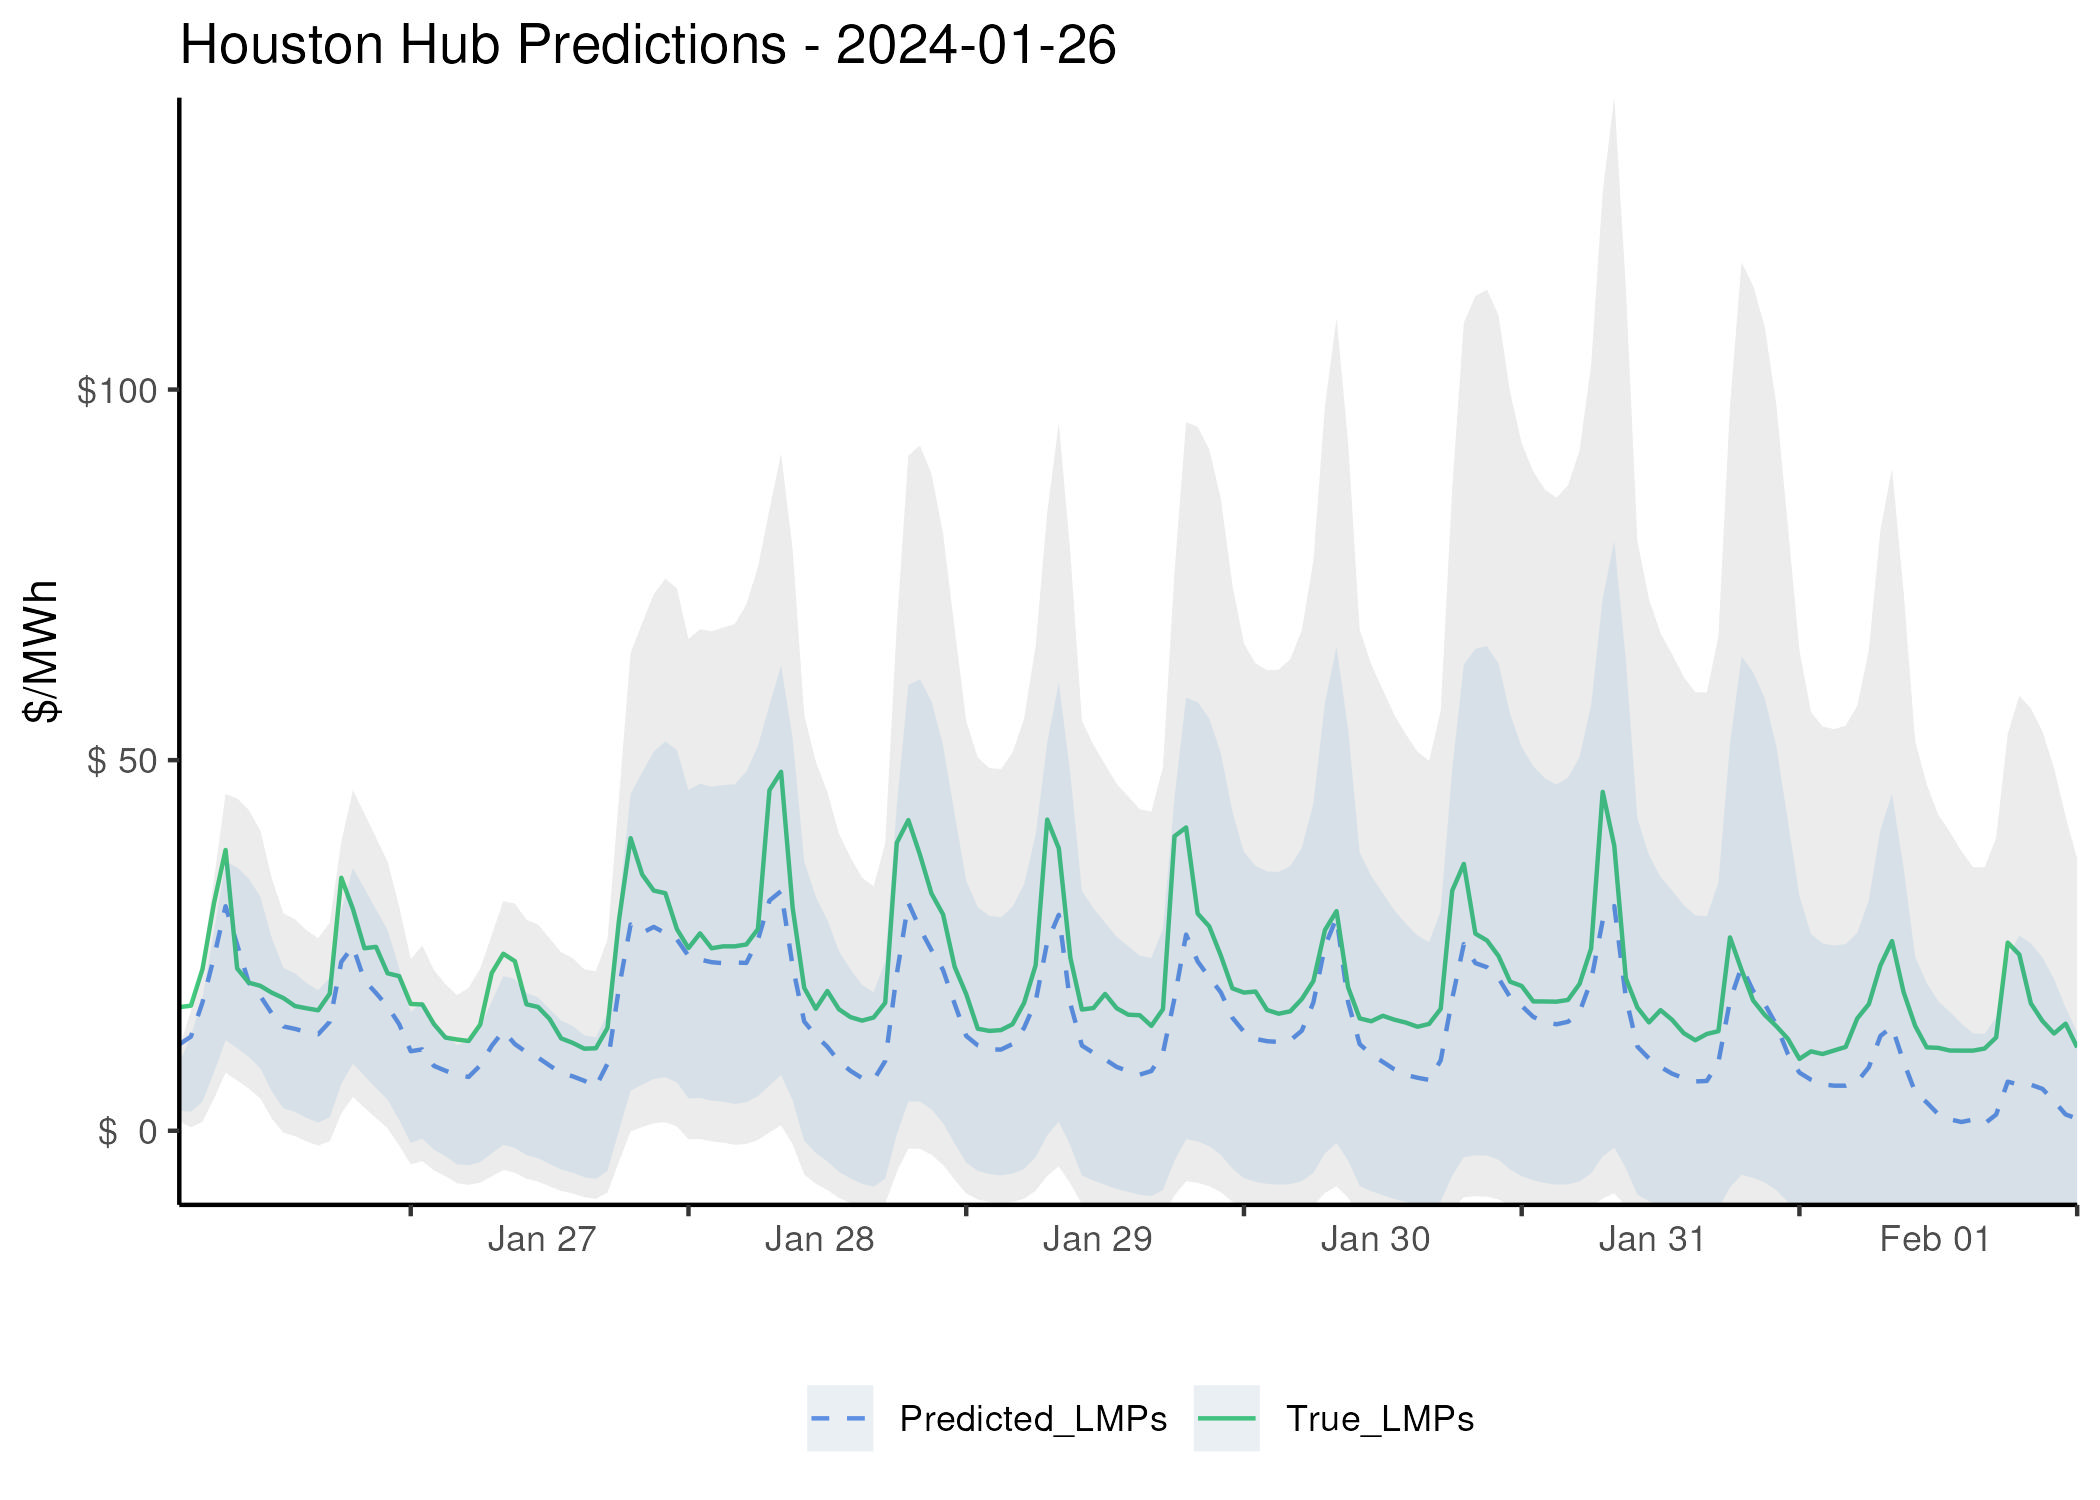 Houston Hub Predictions - 2024-01-26
$/MWh
$100
$ 50
$ 0
Jan 27 Jan 28 Jan 29 Jan 30 Jan 31 Feb 01
Predicted_LMPs True_LMPs